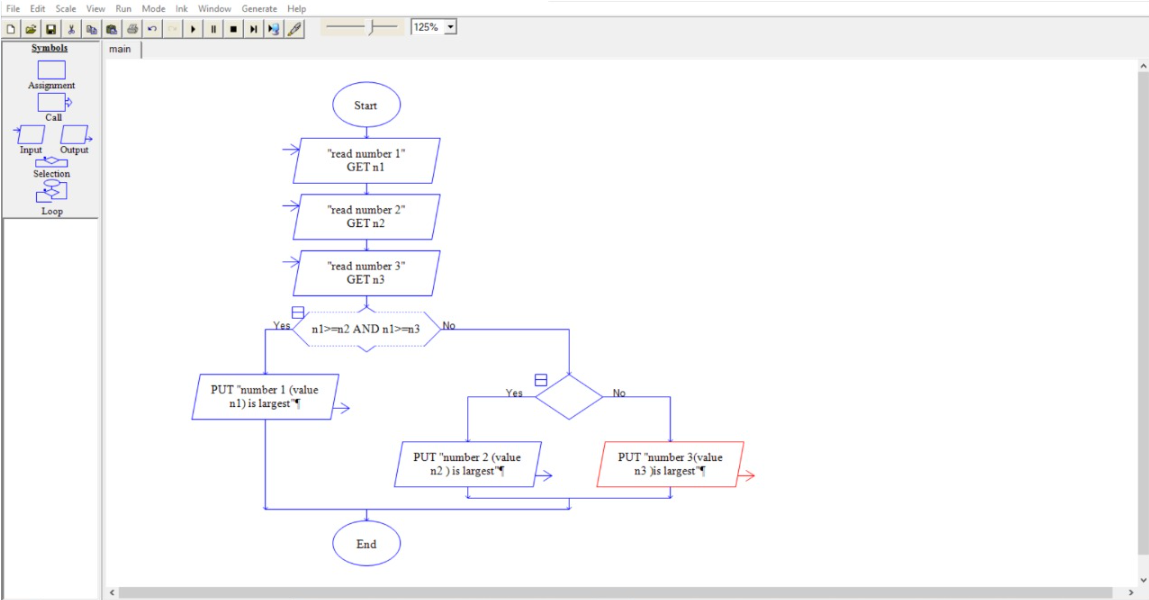 File Edit Scale View Run Mode Ink Window Generate Help
125%
Symbols
main
Assignment
Call
Input Output
Selection
Loop
Start
"read number 1"
GET n1
"read number 2"
GET n2
"read number 3"
GET n3
Yes
n1>=n2 AND n1>=n3
No
PUT "number 1 (value
n1) is largest"¶
Yes
No
PUT "number 2 (value
n2 ) is largest"¶
PUT "number 3(value
n3 )is largest"¶
End